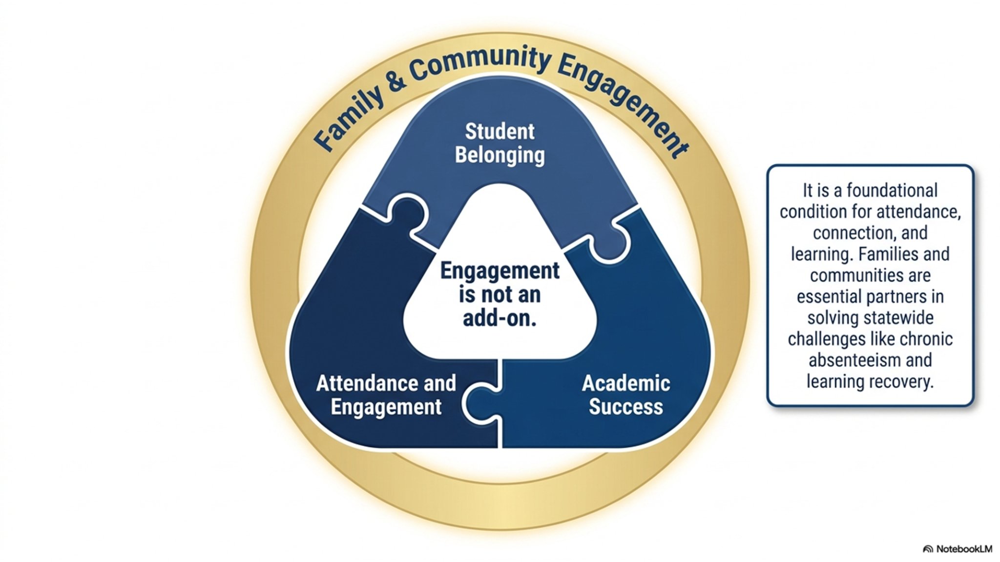 Family & Community Engagement
Student
Belonging
Engagement
is not an
add-on.
Attendance and
Engagement
Academic
Success
It is a foundational
condition for attendance,
connection, and
learning. Families and
communities are
essential partners in
solving statewide
challenges like chronic
absenteeism and
learning recovery.
NotebookLM